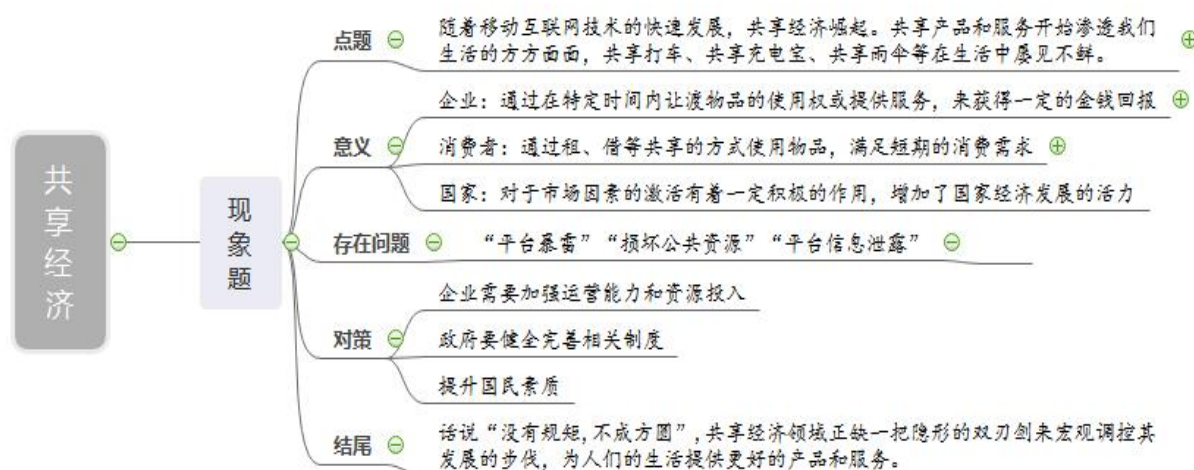 共享经济
现象题
点题
随着移动互联网技术的快速发展，共享经济崛起。共享产品和服务开始渗透我们
生活的方方面面，共享打车、共享充电宝、共享雨伞等在生活中屡见不鲜。
意义
企业：通过在特定时间内让渡物品的使用权或提供服务，来获得一定的金钱回报
消费者：通过租、借等共享的方式使用物品，满足短期的消费需求
国家：对于市场因素的激活有着一定积极的作用，增加了国家经济发展的活力
存在问题
“平台暴雷”“损坏公共资源”“平台信息泄露”
对策
企业需要加强运营能力和资源投入
政府要健全完善相关制度
提升国民素质
结尾
话说“没有规矩,不成方圆”,共享经济领域正缺一把隐形的双刃剑来宏观调控其
发展的步伐，为人们的生活提供更好的产品和服务。